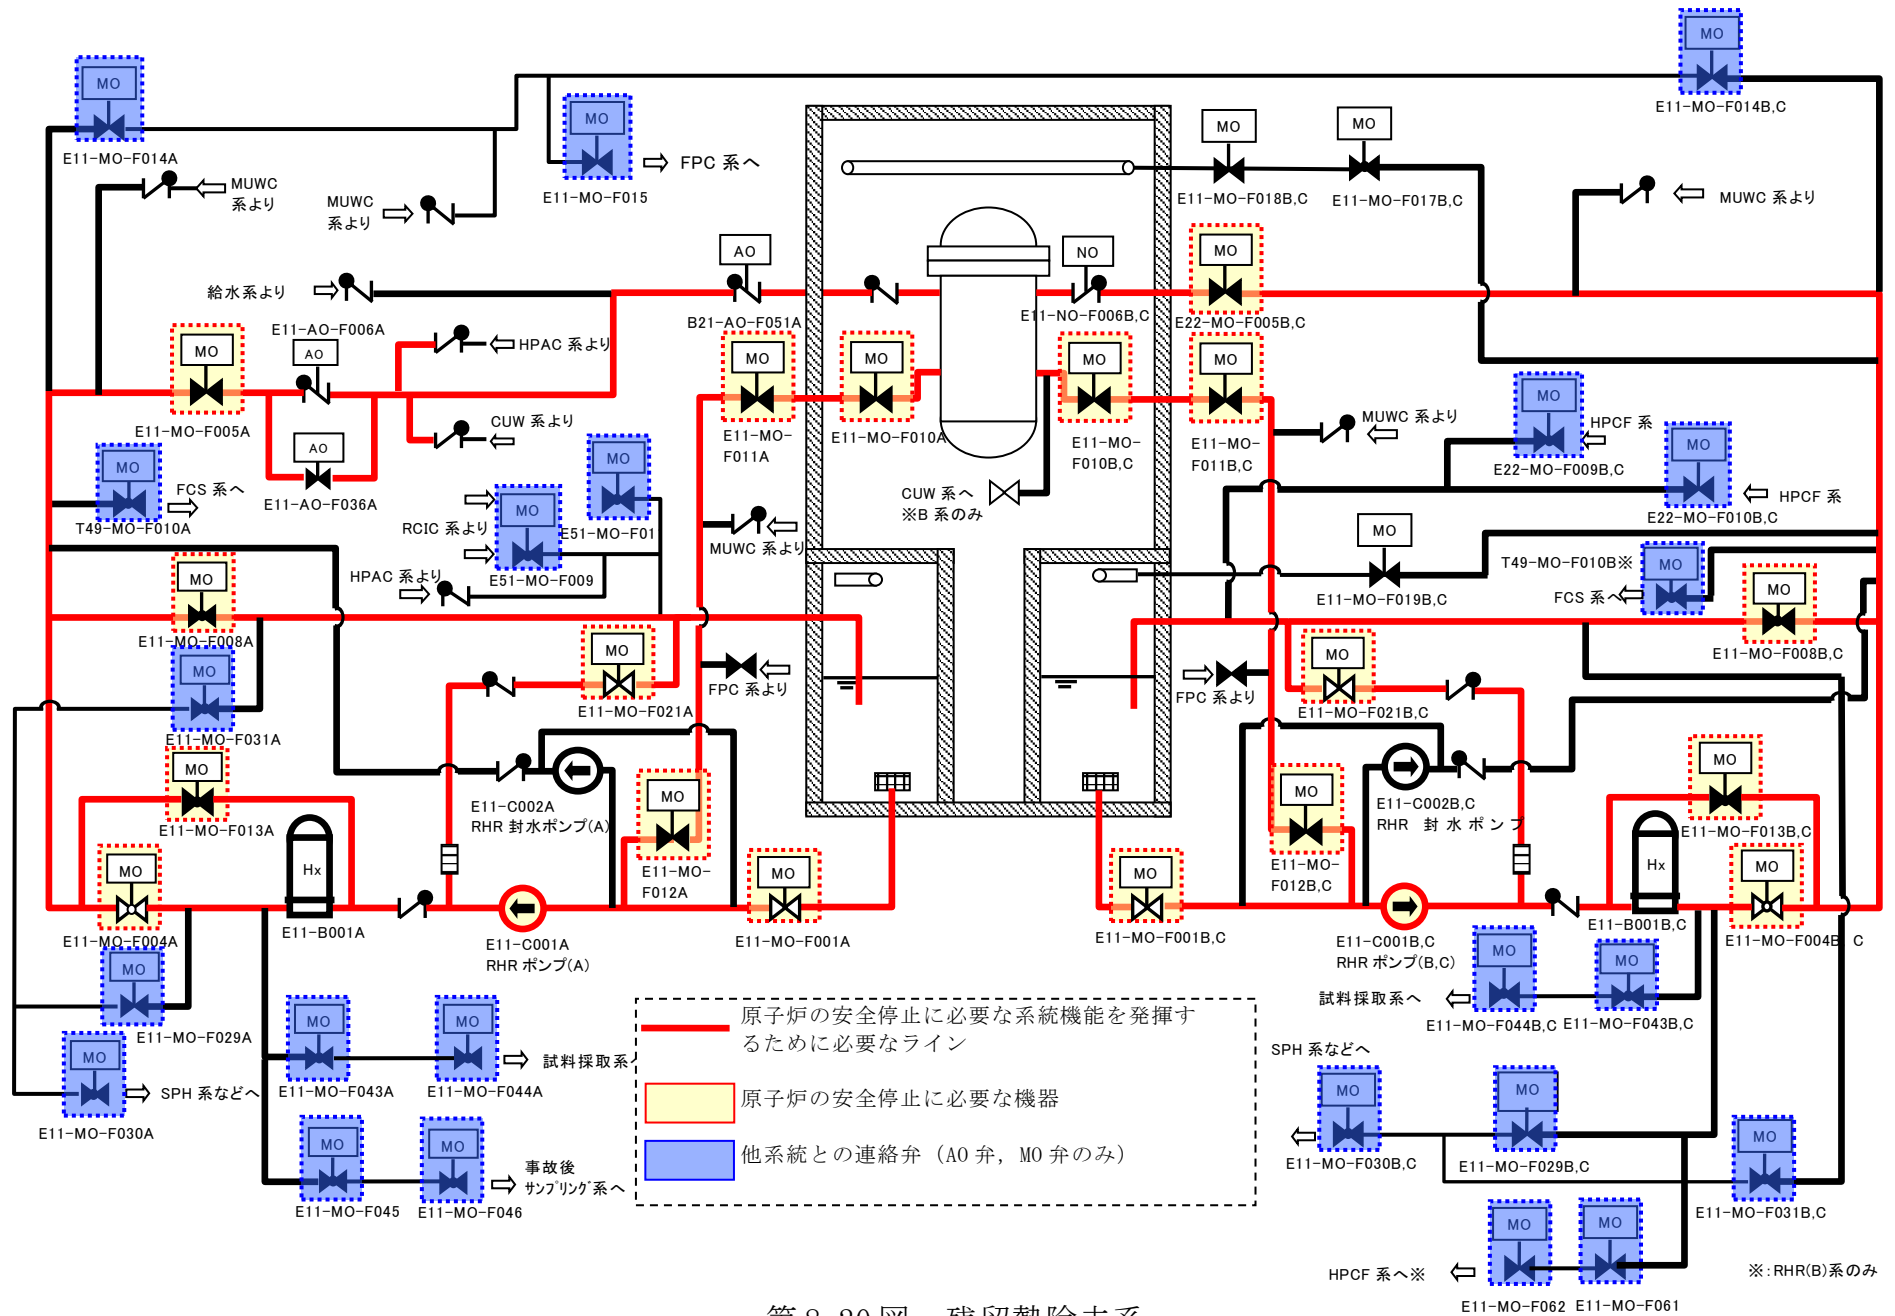 MO
E11-MO-F014A
MO
E11-MO-F015
FPC 系へ
MO
E11-MO-F014B,C
MUWC
系より
MUWC
系より
MO
E11-MO-F018B,C
MO
E11-MO-F017B,C
MUWC 系より
給水系より
AO
B21-AO-F051A
NO
E11-NO-F006B,C
MO
E22-MO-F005B,C
MO
E11-MO-F005A
E11-AO-F006A
AO
HPAC 系より
CUW 系より
AO
E11-AO-F036A
MO
E11-MO-
F011A
MO
E11-MO-F010A
MO
E11-MO-
F010B,C
MO
E11-MO-
F011B,C
MUWC 系より
MO
HPCF 系
E22-MO-F009B,C
MO
HPCF 系
E22-MO-F010B,C
MO
FCS 系へ
T49-MO-F010A
RCIC 系より
MO
E51-MO-F009
MO
E51-MO-F01
MUWC 系より
CUW 系へ
※B 系のみ
MO
E11-MO-F019B,C
T49-MO-F010B※
MO
FCS 系へ
HPAC 系より
MO
E11-MO-F008A
MO
E11-MO-F008B,C
MO
E11-MO-F031A
MO
E11-MO-F021A
FPC 系より
FPC 系より
MO
E11-MO-F021B,C
MO
E11-MO-F013A
E11-C002A
RHR 封水ポンプ(A)
MO
E11-MO-
F012A
MO
E11-MO-
F012B,C
E11-C002B,C
RHR 封 水 ポ ン プ
MO
E11-MO-F013B,C
MO
E11-MO-F004A
Hx
E11-B001A
E11-C001A
RHR ポンプ(A)
MO
E11-MO-F001A
MO
E11-MO-F001B,C
E11-C001B,C
RHR ポンプ(B,C)
Hx
E11-B001B,C
MO
E11-MO-F004B, C
MO
E11-MO-F029A
MO
SPH 系などへ
E11-MO-F030A
MO
E11-MO-F043A
MO
E11-MO-F044A
試料採取系へ
MO
E11-MO-F045
MO
E11-MO-F046
事故後
サンプリング系へ
試料採取系へ
MO
E11-MO-F044B,C
MO
E11-MO-F043B,C
SPH 系などへ
MO
E11-MO-F030B,C
MO
E11-MO-F029B,C
MO
E11-MO-F031B,C
HPCF 系へ※
MO
E11-MO-F062
MO
E11-MO-F061
※:RHR(B)系のみ
原子炉の安全停止に必要な系統機能を発揮す
るために必要なライン
原子炉の安全停止に必要な機器
他系統との連絡弁（AO 弁，MO 弁のみ）
第 8-20 図 残留熱除去系